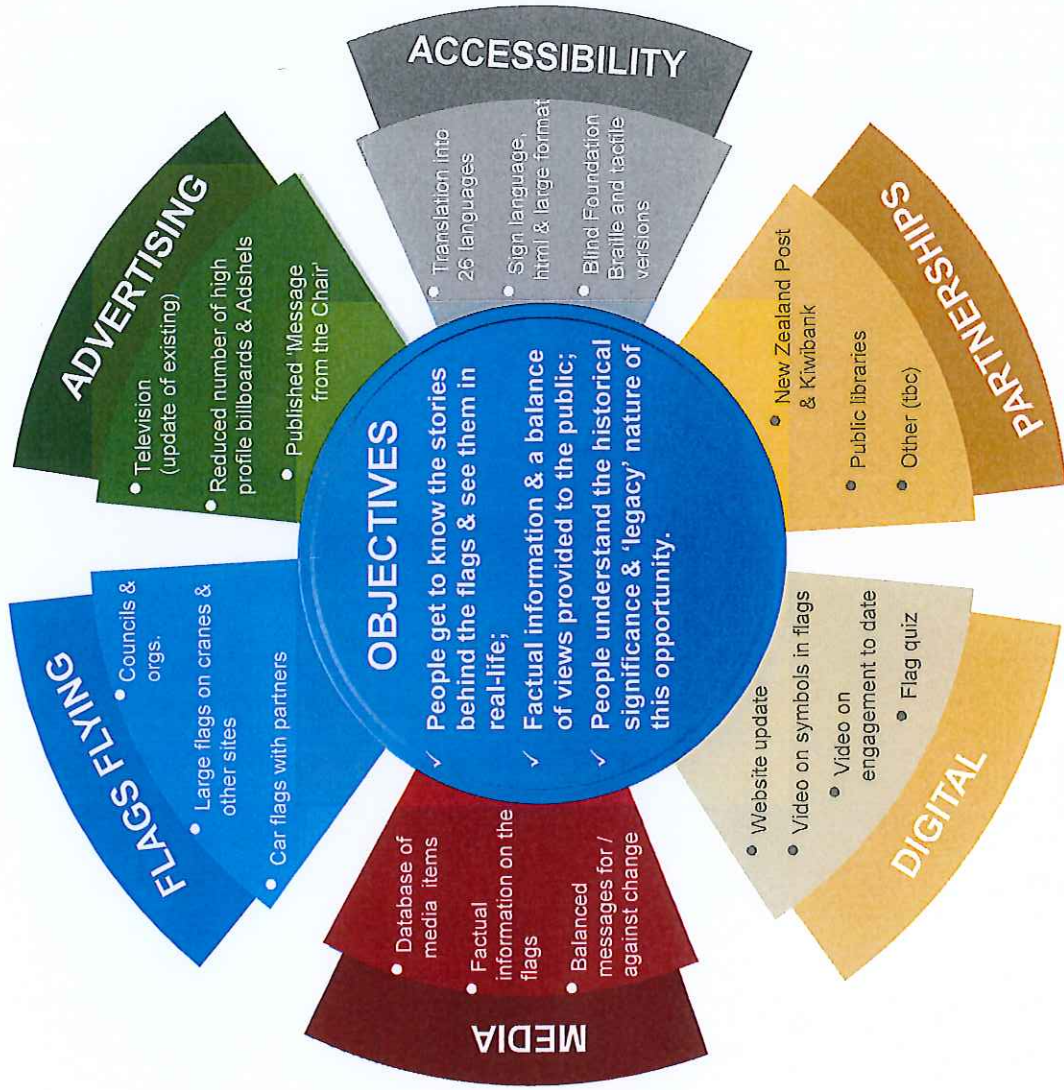 FLAGS FLYING
• Councils & orgs.
• Large flags on cranes &
other sites
• Car flags with partners
ADVERTISING
• Television
(update of existing)
• Reduced number of high
profile billboards & Adshels
• Published 'Message
from the Chair'
ACCESSIBILITY
• Translation into
26 languages
• Sign language,
html & large format
• Blind Foundation
Braille and tactile
versions
PARTNERSHIPS
• New Zealand Post
& Kiwibank
• Public libraries
• Other (tbc)
DIGITAL
• Website update
• Video on symbols in flags
• Video on
engagement to date
• Flag quiz
MEDIA
• Database of
media items
• Factual
information on the
flags
• Balanced
messages for /
against change
OBJECTIVES
✓ People get to know the stories
behind the flags & see them in
real-life;
✓ Factual information & a balance
of views provided to the public;
✓ People understand the historical
significance & 'legacy' nature of
this opportunity.